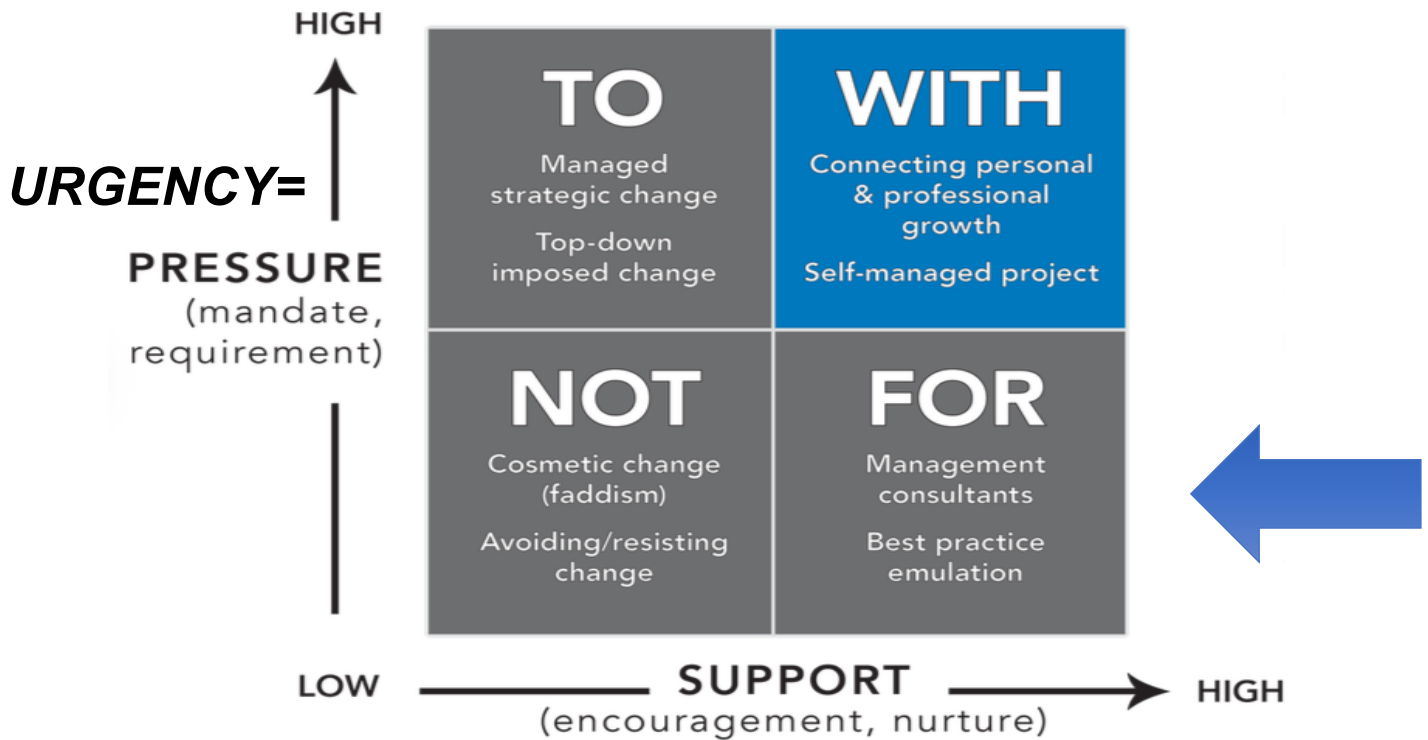 HIGH
URGENCY=
PRESSURE
(mandate,
requirement)
TO
Managed
strategic change
Top-down
imposed change
WITH
Connecting personal
& professional
growth
Self-managed project
NOT
Cosmetic change
(faddism)
Avoiding/resisting
change
FOR
Management
consultants
Best practice
emulation
LOW
SUPPORT
(encouragement, nurture)
HIGH